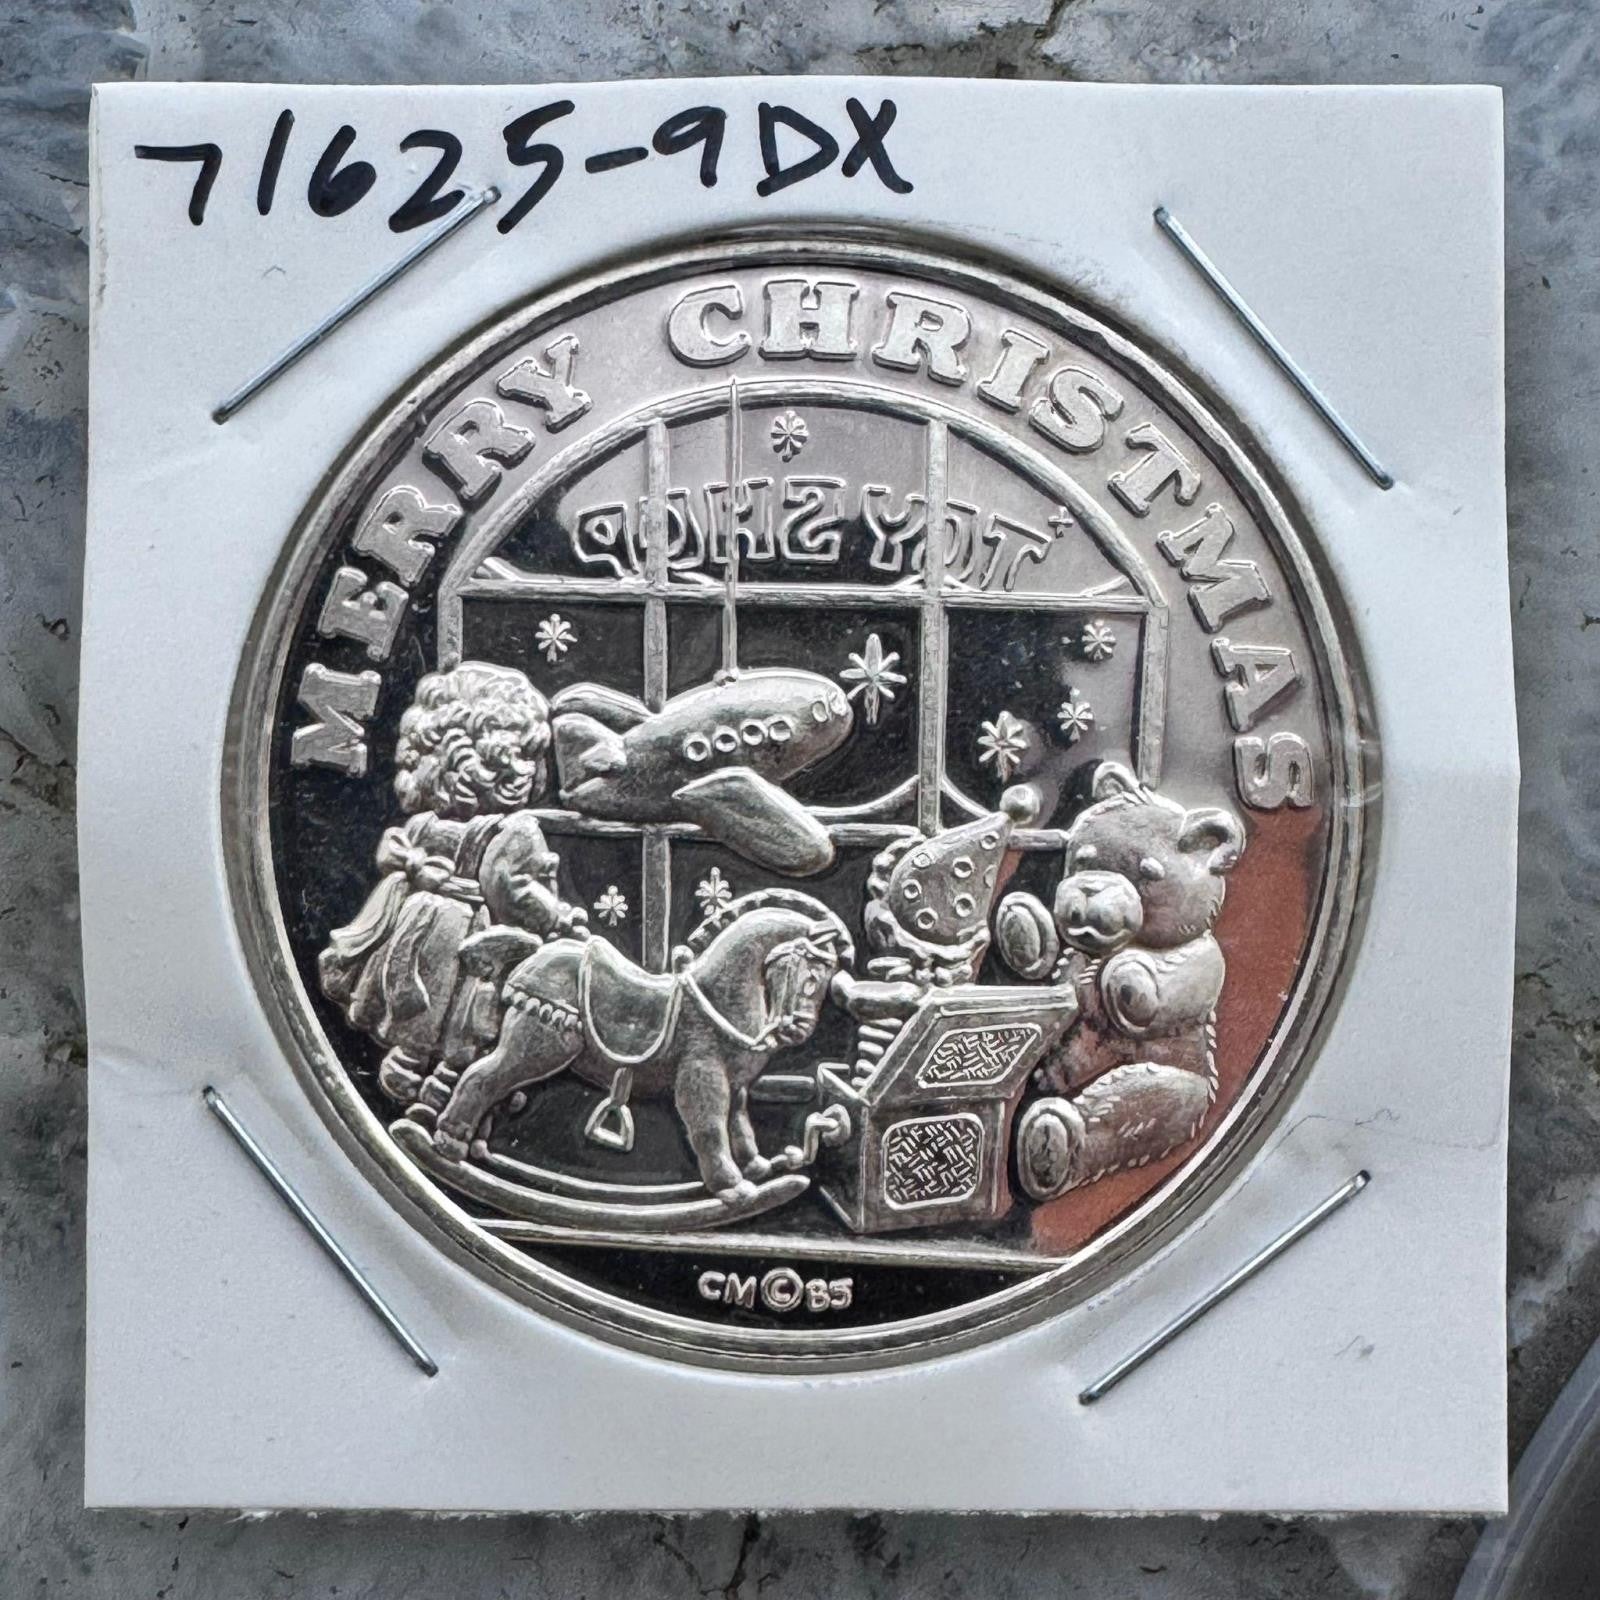 71625-9DX
MERRY CHRISTMAS
TOY SHOP
CM©85